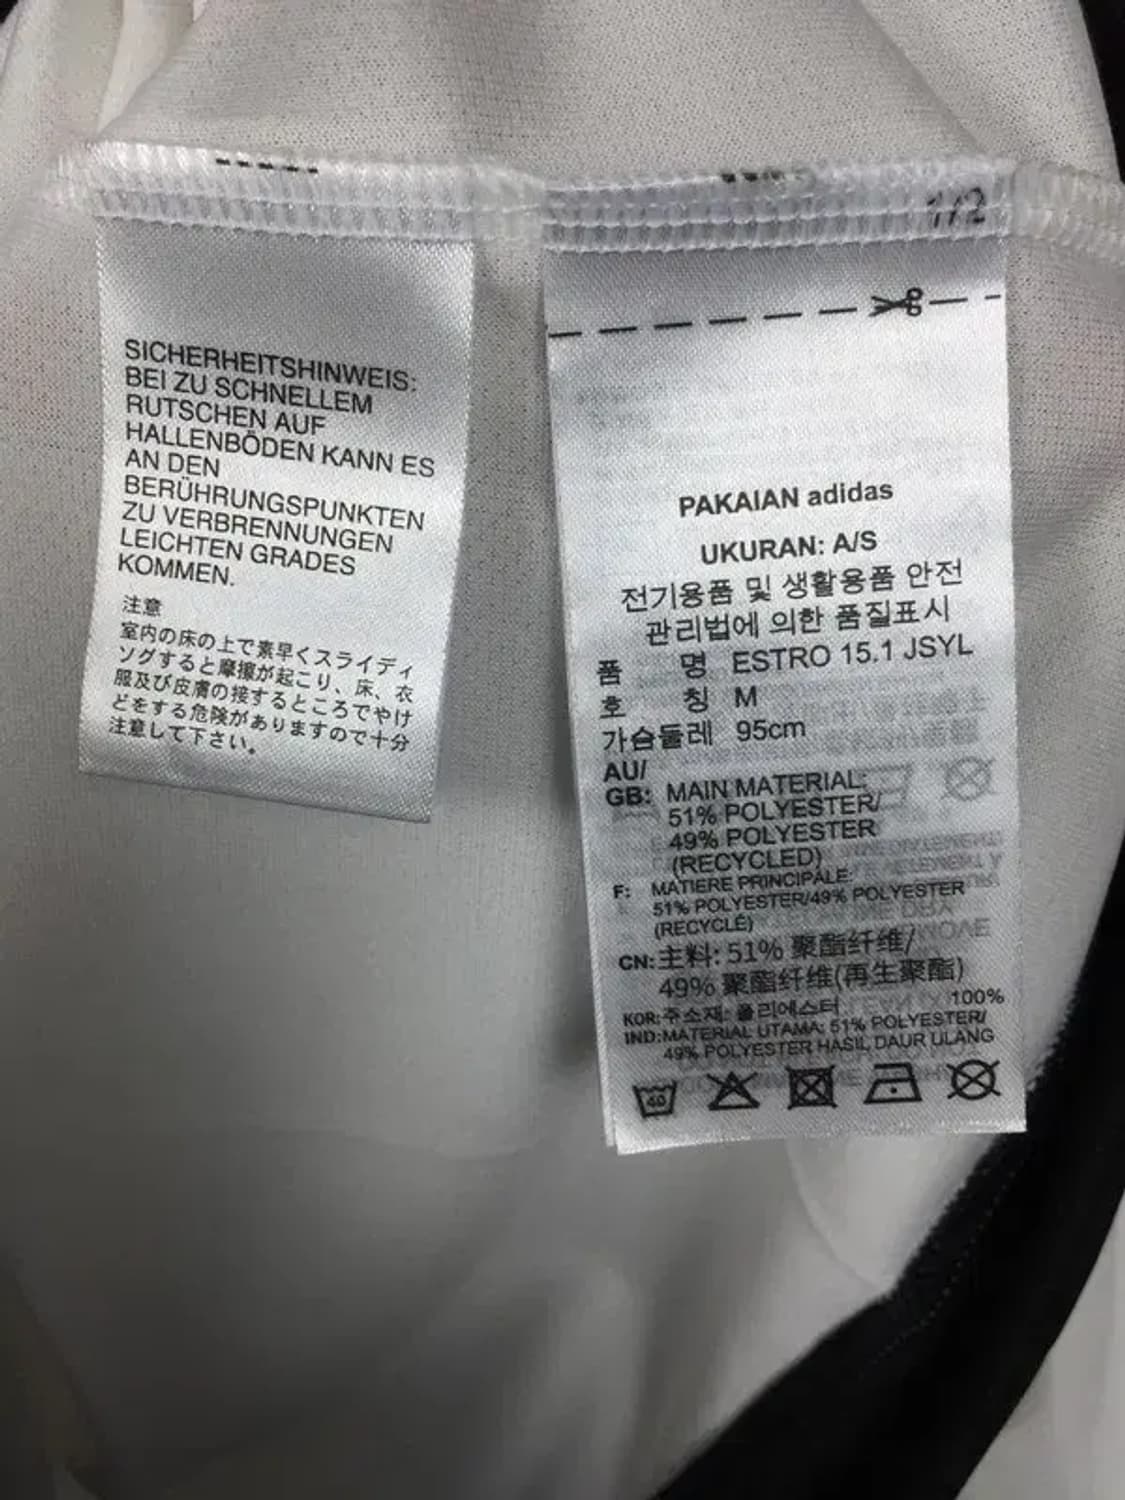 SICHERHEITSHINWEIS:
BEI ZU SCHNELLEM
RUTSCHEN AUF
HALLENBÖDEN KANN ES
AN DEN
BERÜHRUNGSPUNKTEN
ZU VERBRENNUNGEN
LEICHTEN GRADES
KOMMEN.
注意
室内の床の上で素早くスライディ
ングすると摩擦が起こり、床、衣
服及び皮膚の接するところでやけ
どをする危険がありますので十分
注意して下さい。
1/2
PAKAIAN adidas
UKURAN: A/S
전기용품 및 생활용품 안전
관리법에 의한 품질표시
품 명 ESTRO 15.1 JSYL
호 칭 M
가슴둘레 95cm
AU/
GB: MAIN MATERIAL:
51% POLYESTER/
49% POLYESTER
(RECYCLED)
F: MATIERE PRINCIPALE:
51% POLYESTER/49% POLYESTER
(RECYCLÉ)
CN:主料: 51% 聚酯纤维/
49% 聚酯纤维(再生聚酯)
KOR:주소재: 폴리에스터 100%
IND:MATERIAL UTAMA: 51% POLYESTER/
49% POLYESTER HASIL DAUR ULANG
40